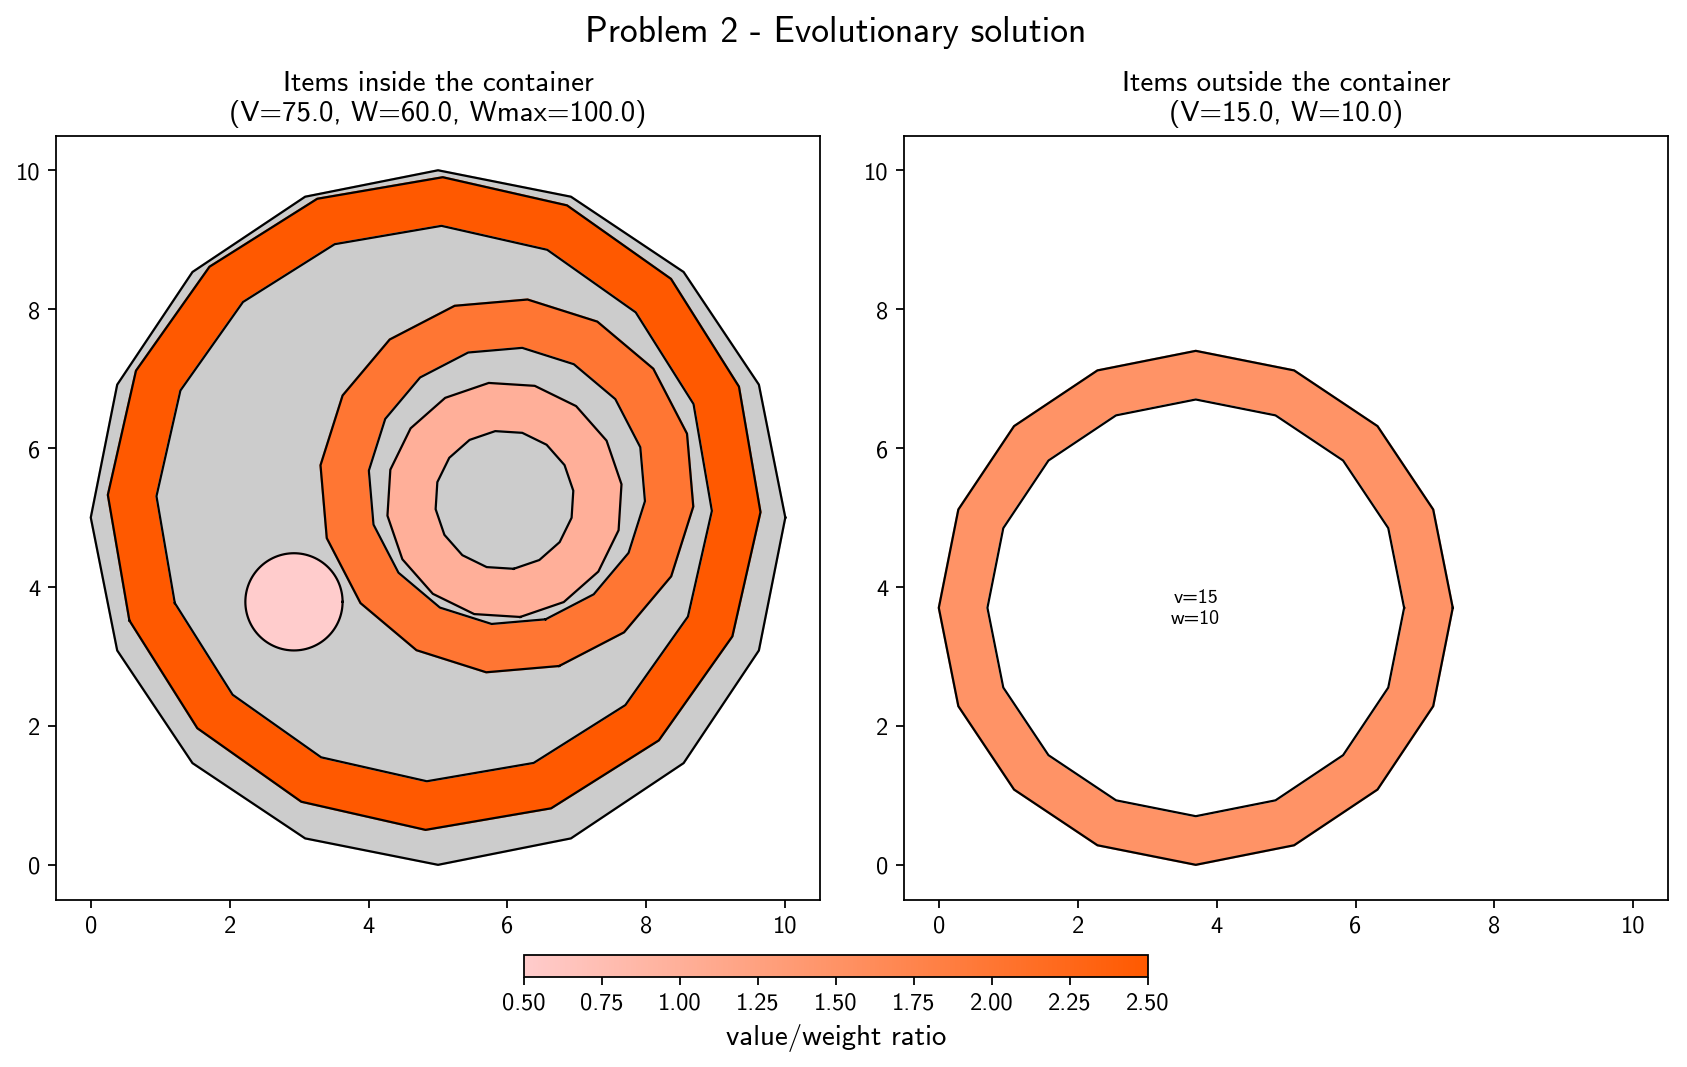 Problem 2 - Evolutionary solution
Items inside the container
(V=75.0, W=60.0, Wmax=100.0)
10
8
6
4
2
0
0 2 4 6 8 10
Items outside the container
(V=15.0, W=10.0)
10
8
6
4
2
0
v=15
w=10
0 2 4 6 8 10
0.50 0.75 1.00 1.25 1.50 1.75 2.00 2.25 2.50
value/weight ratio